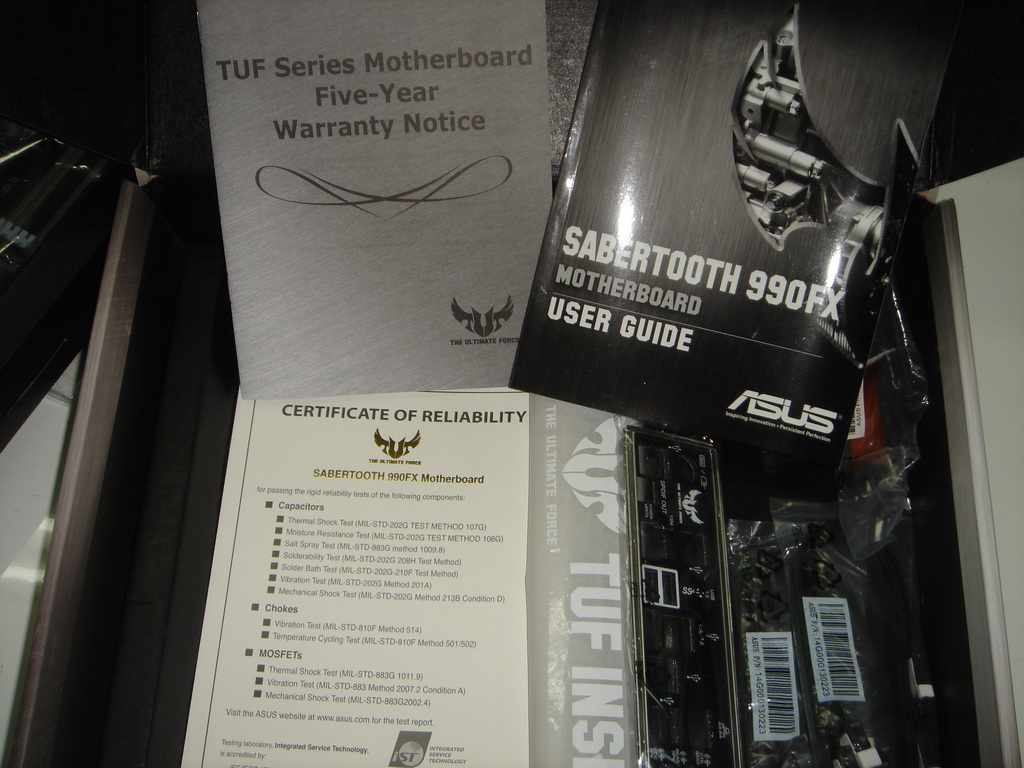 TUF Series Motherboard
Five-Year
Warranty Notice
THE ULTIMATE FORCE
SABERTOOTH 990FX
MOTHERBOARD
USER GUIDE
ASUS
Inspiring Innovation • Persistent Perfection
CERTIFICATE OF RELIABILITY
THE ULTIMATE FORCE
SABERTOOTH 990FX Motherboard
for passing the rigid reliability tests of the following components:
■ Capacitors
■ Thermal Shock Test (MIL-STD-202G TEST METHOD 107G)
■ Moisture Resistance Test (MIL-STD-202G TEST METHOD 106G)
■ Salt Spray Test (MIL-STD-883G method 1009.8)
■ Solderability Test (MIL-STD-202G 208H Test Method)
■ Solder Bath Test (MIL-STD-202G-210F Test Method)
■ Vibration Test (MIL-STD-202G Method 201A)
■ Mechanical Shock Test (MIL-STD-202G Method 213B Condition D)
■ Chokes
■ Vibration Test (MIL-STD-810F Method 514)
■ Temperature Cycling Test (MIL-STD-810F Method 501/502)
■ MOSFETs
■ Thermal Shock Test (MIL-STD-883G 1011.9)
■ Vibration Test (MIL-STD-883 Method 2007.2 Condition A)
■ Mechanical Shock Test (MIL-STD-883G2002.4)
Visit the ASUS website at www.asus.com for the test report.
Testing laboratory, Integrated Service Technology,
is accredited by:
iST
INTEGRATED
SERVICE
TECHNOLOGY
THE ULTIMATE FORCE
TUF INSI
SPDIF OUT
ASUS P/N:14G000130223
ASUS P/N:14G000130223